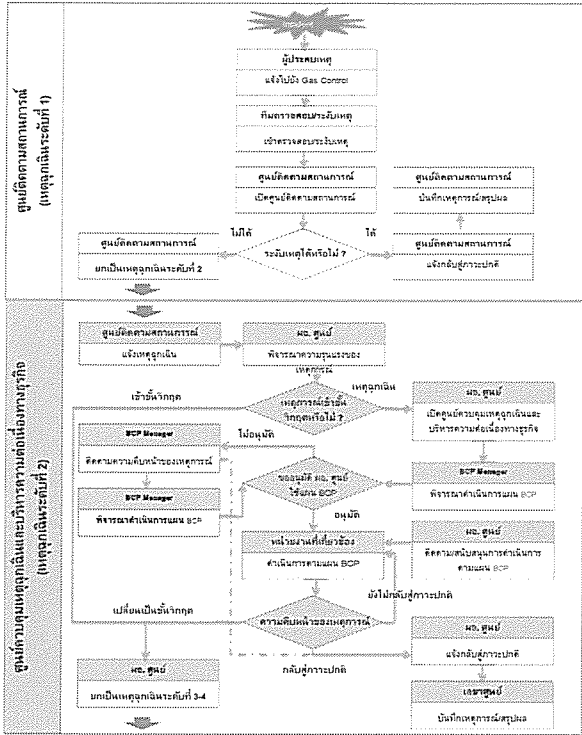 ศูนย์ติดตามสถานการณ์
(เหตุฉุกเฉินระดับที่ 1)
ผู้ประสบเหตุ
แจ้งไปยัง Gas Control
ทีมตรวจสอบ/ระงับเหตุ
เข้าตรวจสอบ/ระงับเหตุ
ศูนย์ติดตามสถานการณ์
เปิดศูนย์ติดตามสถานการณ์
ศูนย์ติดตามสถานการณ์
บันทึกเหตุการณ์/สรุปผล
ไม่ได้
ระงับเหตุได้หรือไม่ ?
ได้
ศูนย์ติดตามสถานการณ์
ยกเป็นเหตุฉุกเฉินระดับที่ 2
ศูนย์ติดตามสถานการณ์
แจ้งกลับสู่ภาวะปกติ
ศูนย์ควบคุมเหตุฉุกเฉินและบริหารความต่อเนื่องทางธุรกิจ
(เหตุฉุกเฉินระดับที่ 2)
ศูนย์ติดตามสถานการณ์
แจ้งเหตุฉุกเฉิน
ผอ. ศูนย์
พิจารณาความรุนแรงของ
เหตุการณ์
เข้าขั้นวิกฤต
เหตุการณ์เข้าขั้น
วิกฤตหรือไม่ ?
เหตุฉุกเฉิน
ผอ. ศูนย์
เปิดศูนย์ควบคุมเหตุฉุกเฉินและ
บริหารความต่อเนื่องทางธุรกิจ
BCP Manager
ติดตามความคืบหน้าของเหตุการณ์
ไม่อนุมัติ
ขออนุมัติ ผอ. ศูนย์
ใช้แผน BCP
BCP Manager
พิจารณาดำเนินการแผน BCP
BCP Manager
พิจารณาดำเนินการแผน BCP
อนุมัติ
หน่วยงานที่เกี่ยวข้อง
ดำเนินการตามแผน BCP
ผอ. ศูนย์
ติดตาม/สนับสนุนการดำเนินการ
ตามแผน BCP
ยังไม่กลับสู่ภาวะปกติ
เปลี่ยนเป็นขั้นวิกฤต
ความคืบหน้าของเหตุการณ์
กลับสู่ภาวะปกติ
ผอ. ศูนย์
แจ้งกลับสู่ภาวะปกติ
ผอ. ศูนย์
ยกเป็นเหตุฉุกเฉินระดับที่ 3-4
เลขาศูนย์
บันทึกเหตุการณ์/สรุปผล